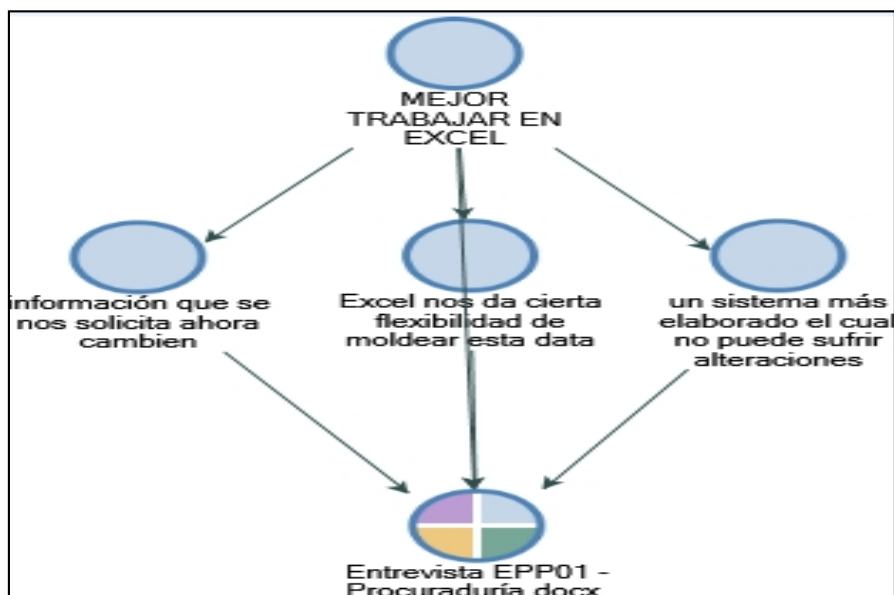 MEJOR
TRABAJAR EN
EXCEL
información que se
nos solicita ahora
cambien
Excel nos da cierta
flexibilidad de
moldear esta data
un sistema más
elaborado el cual
no puede sufrir
alteraciones
Entrevista EPP01 -
Procuraduría.docx